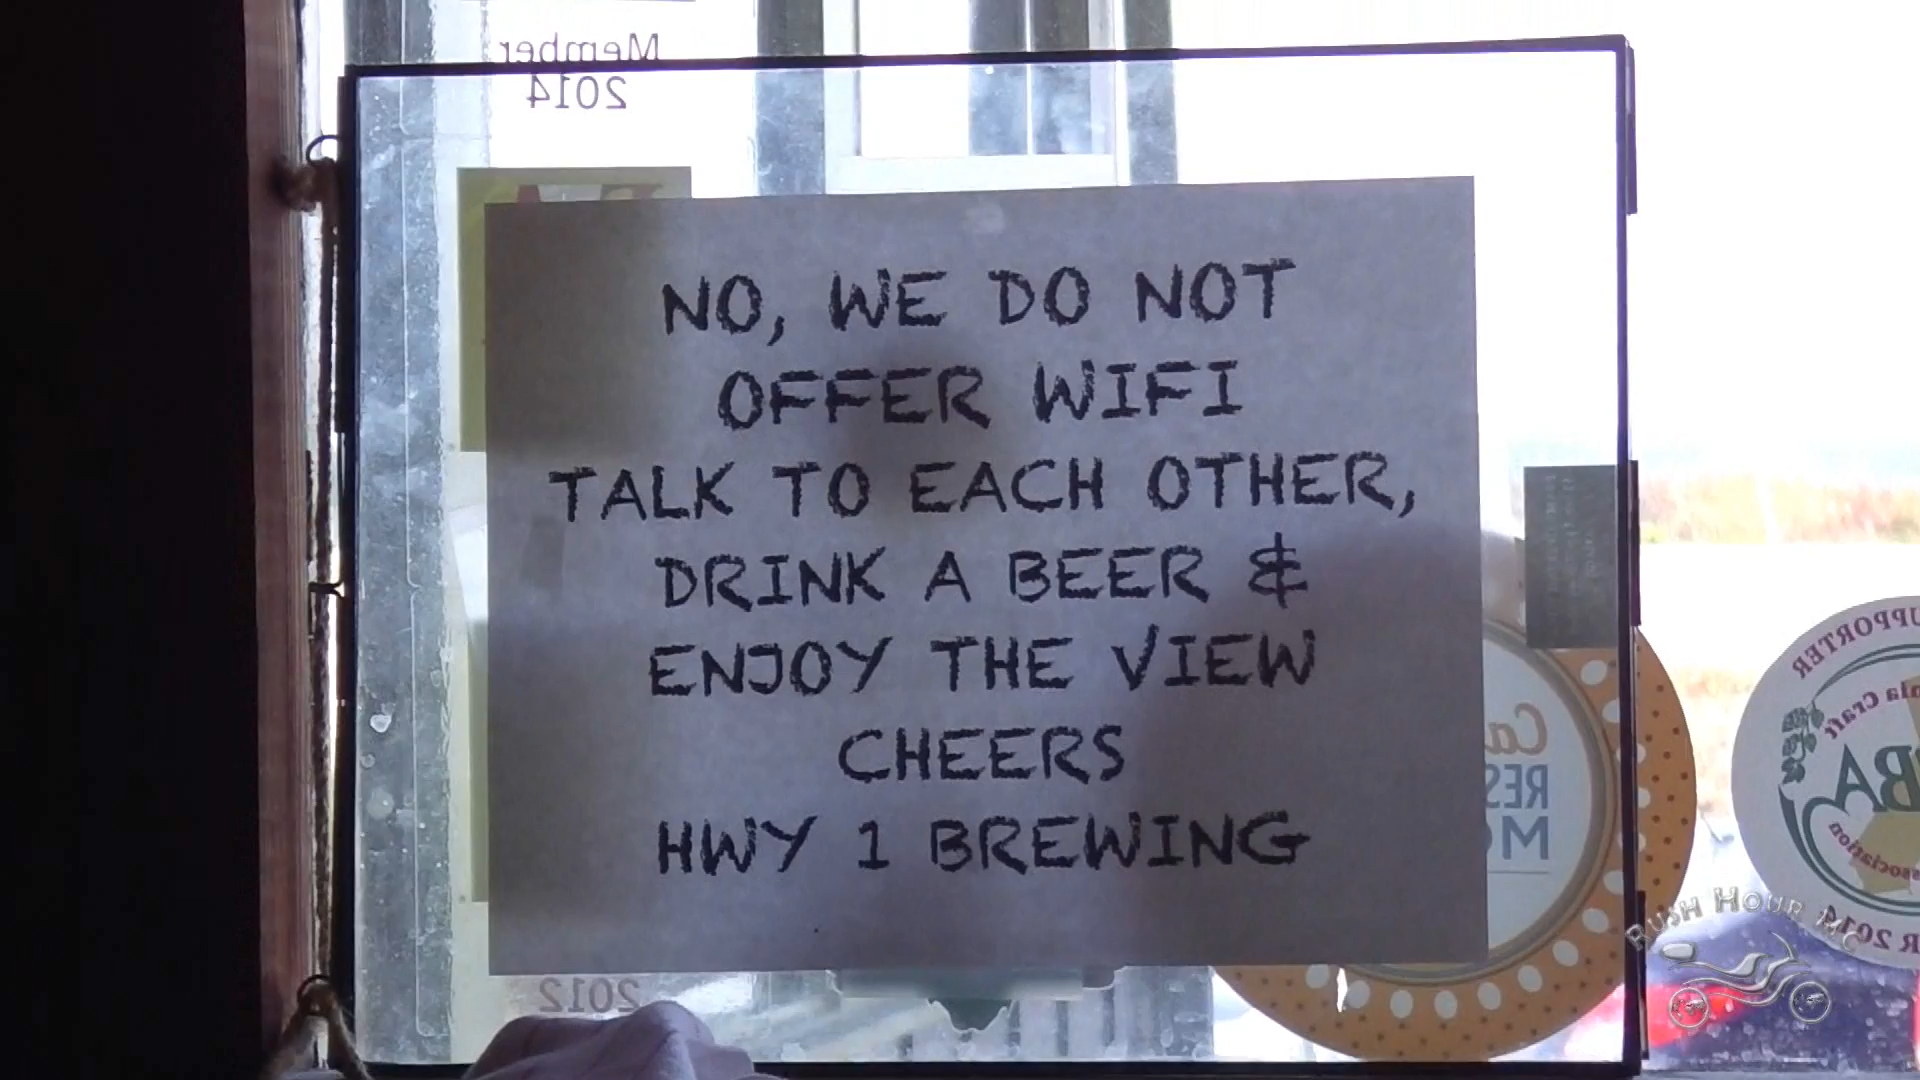 Member
2014
NO, WE DO NOT
OFFER WIFI
TALK TO EACH OTHER,
DRINK A BEER &
ENJOY THE VIEW
CHEERS
HWY 1 BREWING
2012
RUSH HOUR MC